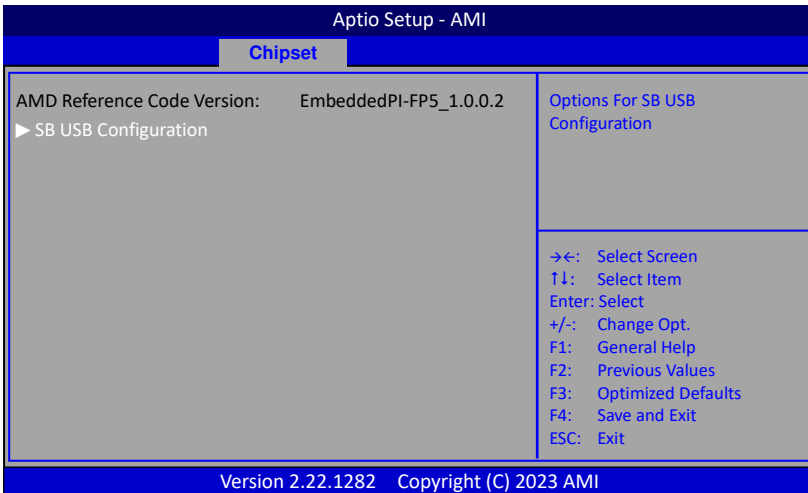 Aptio Setup - AMI
Chipset
AMD Reference Code Version: EmbeddedPI-FP5_1.0.0.2
▶ SB USB Configuration
Options For SB USB
Configuration
→←: Select Screen
↑↓: Select Item
Enter: Select
+/-: Change Opt.
F1: General Help
F2: Previous Values
F3: Optimized Defaults
F4: Save and Exit
ESC: Exit
Version 2.22.1282 Copyright (C) 2023 AMI